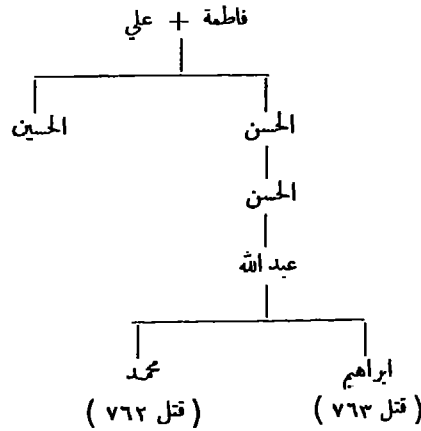 فاطمة + علي
الحسن الحسين
الحسن
عبد الله
ابراهيم محمد
( قتل ٧٦٣ ) ( قتل ٧٦٢ )